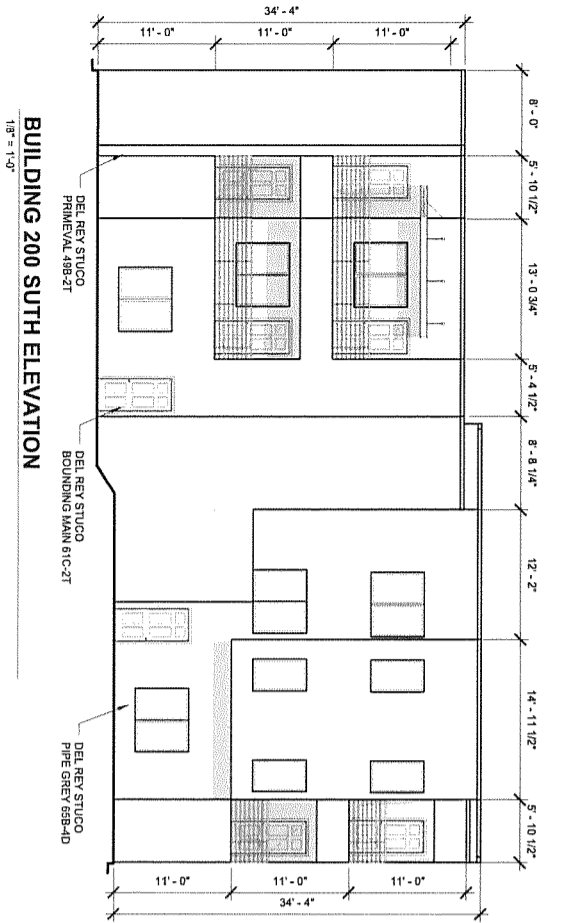 8' - 0"
5' - 10 1/2"
13' - 0 3/4"
5' - 4 1/2"
8' - 8 1/4"
12' - 2"
14' - 11 1/2"
5' - 10 1/2"
34' - 4"
11' - 0"
11' - 0"
11' - 0"
11' - 0"
11' - 0"
11' - 0"
34' - 4"
DEL REY STUCO
PRIMEVAL 49B-2T
DEL REY STUCO
BOUNDING MAIN 61C-2T
DEL REY STUCO
PIPE GREY 65B-4D
BUILDING 200 SUTH ELEVATION
1/8" = 1'-0"